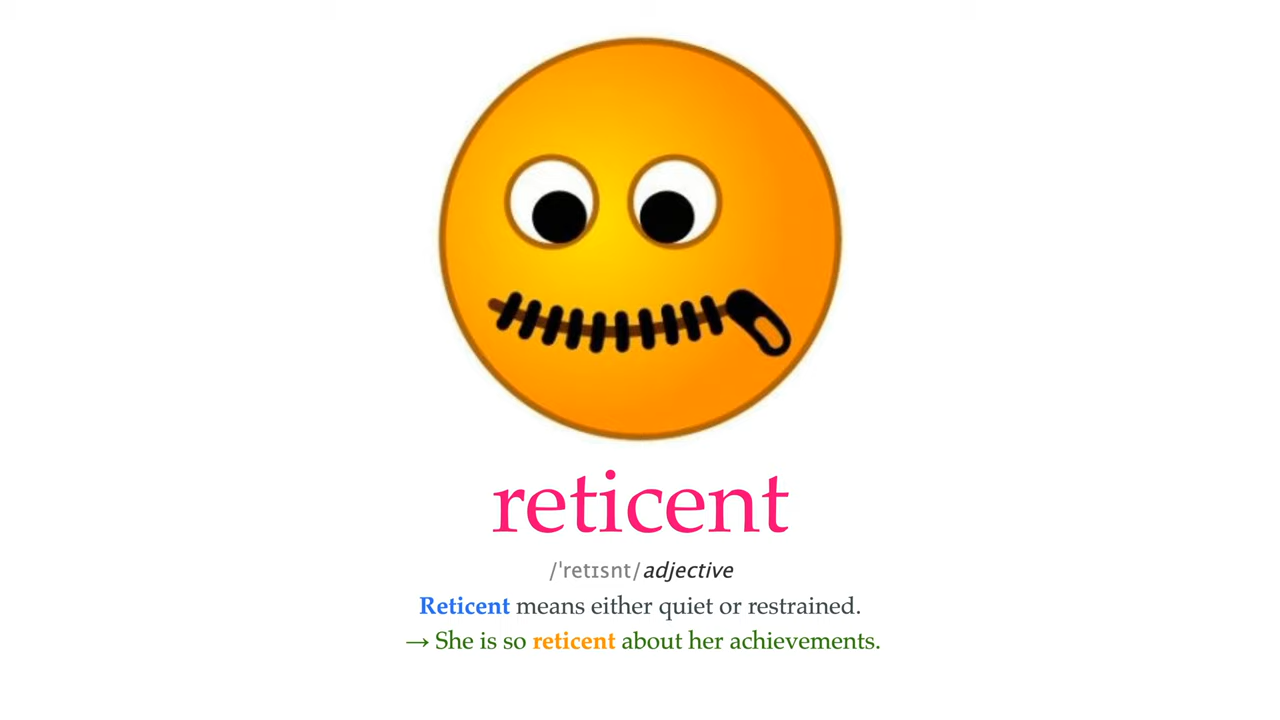 reticent
/ˈretɪsnt/ adjective
Reticent means either quiet or restrained.
→ She is so reticent about her achievements.